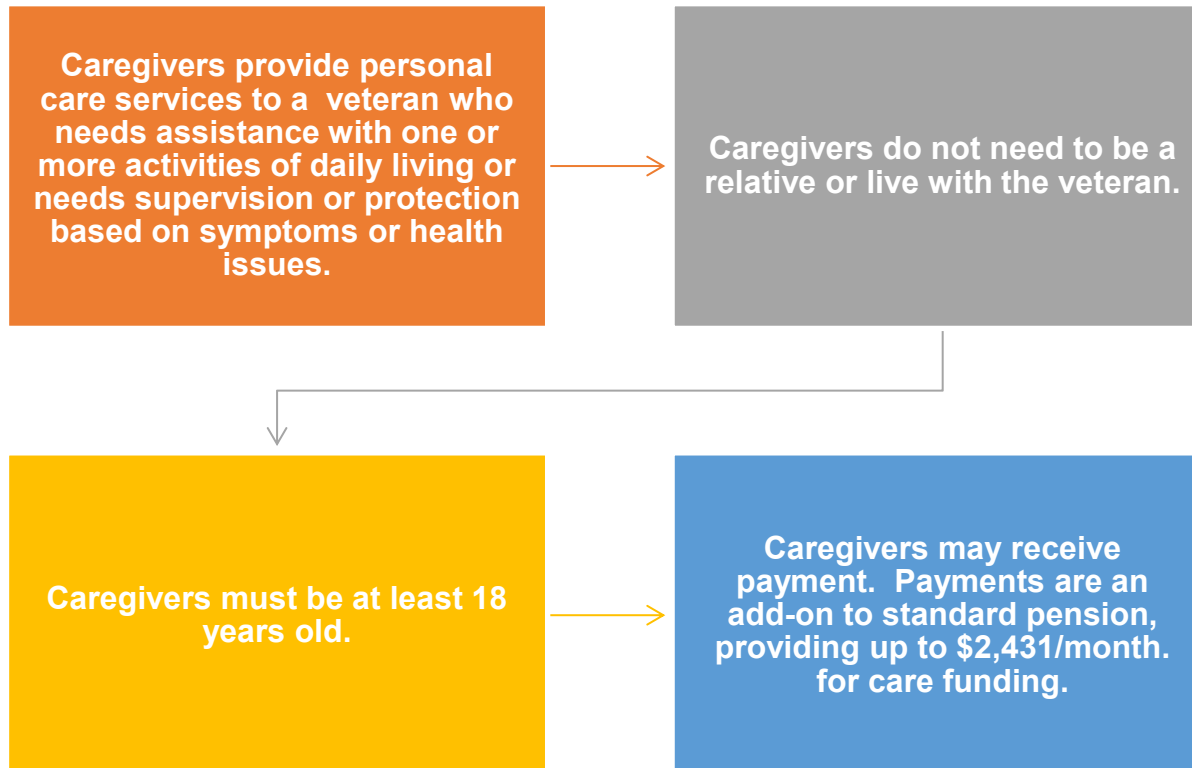 Caregivers provide personal
care services to a  veteran who
needs assistance with one or
more activities of daily living or
needs supervision or protection
based on symptoms or health
issues.
Caregivers do not need to be a
relative or live with the veteran.
Caregivers must be at least 18
years old.
Caregivers may receive
payment.  Payments are an
add-on to standard pension,
providing up to $2,431/month.
for care funding.